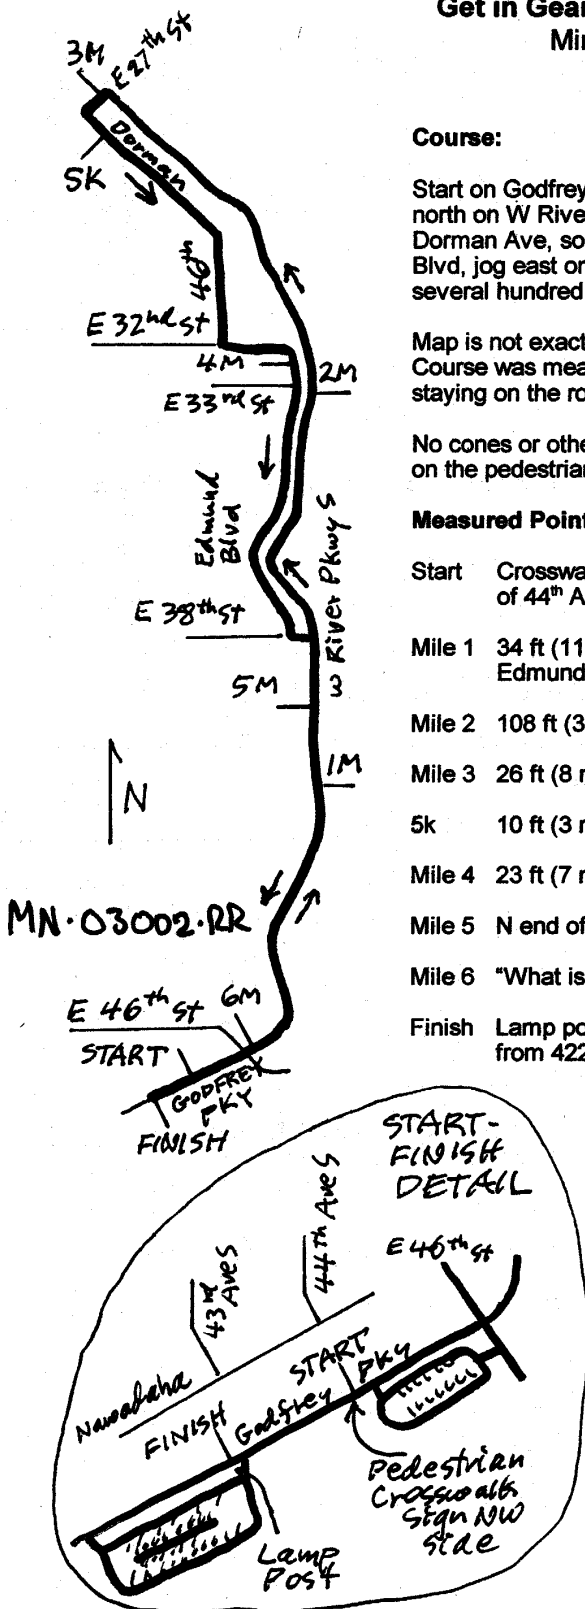 Get in Gear
Min
Course:
Start on Godfrey
north on W Rive
Dorman Ave, so
Blvd, jog east or
several hundred
Map is not exact
Course was mea
staying on the ro
No cones or othe
on the pedestrian
Measured Point
Start Crosswa
of 44th A
Mile 1 34 ft (11
Edmund
Mile 2 108 ft (3
Mile 3 26 ft (8 r
5k 10 ft (3 r
Mile 4 23 ft (7 r
Mile 5 N end of
Mile 6 “What is
Finish Lamp po
from 422
3M
E 27th St
Dorman
5K
46th
E 32nd St
4M
2M
E 33rd St
Edmund
Blvd
W River Pkwy S
E 38th St
5M
1M
N
MN·03002·RR
E 46th St
6M
START
GODFREY
PKY
FINISH
START-
FINISH
DETAIL
44th Ave S
43rd
Ave S
E 46th St
Nawadaha
START
PKY
Godfrey
FINISH
Pedestrian
Crosswalk
Sign NW
side
Lamp
Post